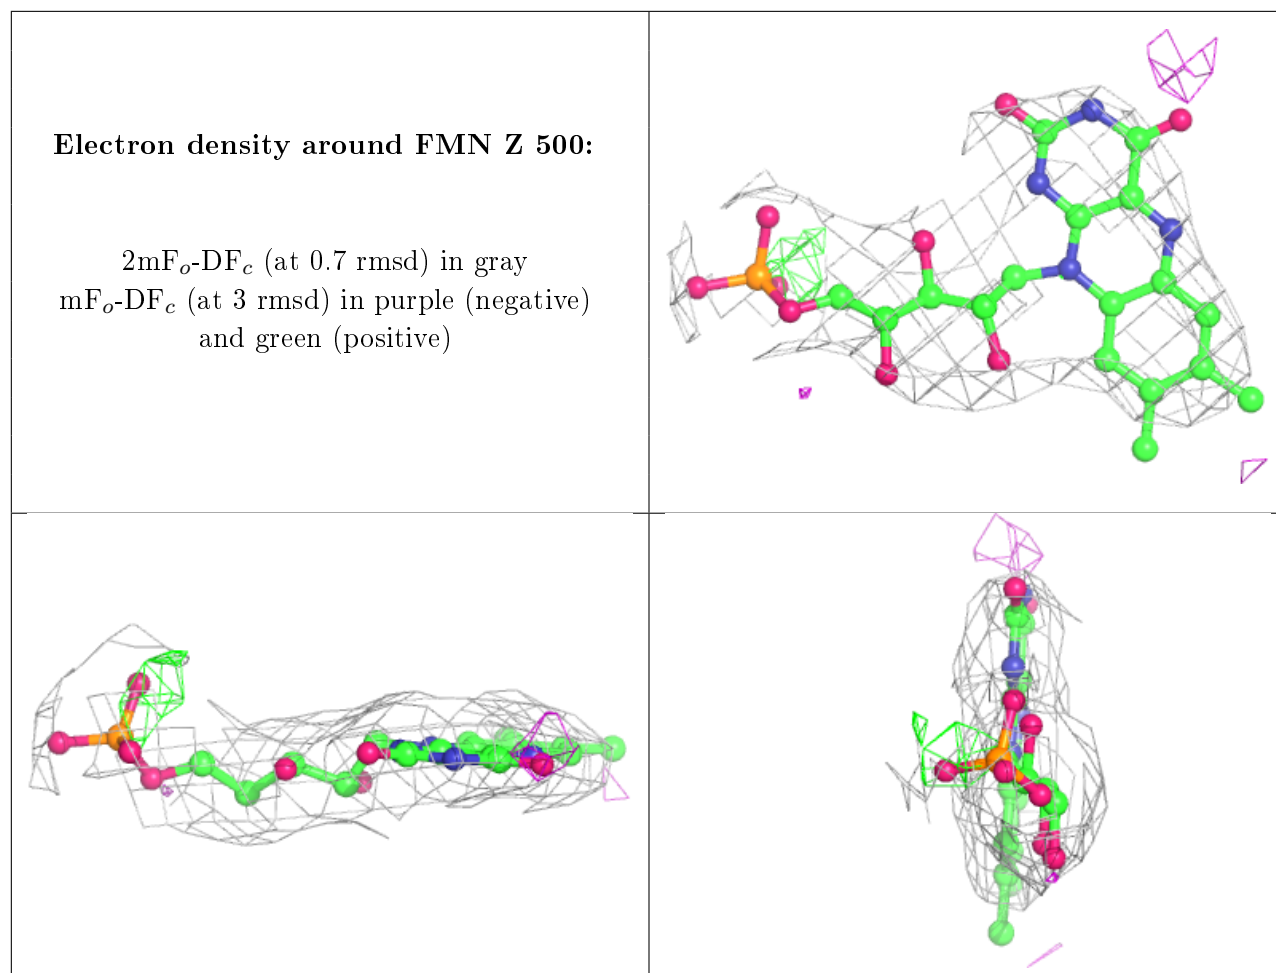 Electron density around FMN Z 500:
2mFo-DFc (at 0.7 rmsd) in gray
mFo-DFc (at 3 rmsd) in purple (negative)
and green (positive)